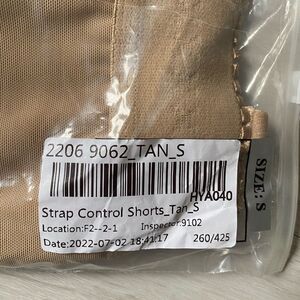 2206 9062_TAN_S
HYA040
Strap Control Shorts_Tan_S
Location:F2--2-1 Inspector:9102
Date:2022-07-02 18:41:17 260/425
SIZE: S